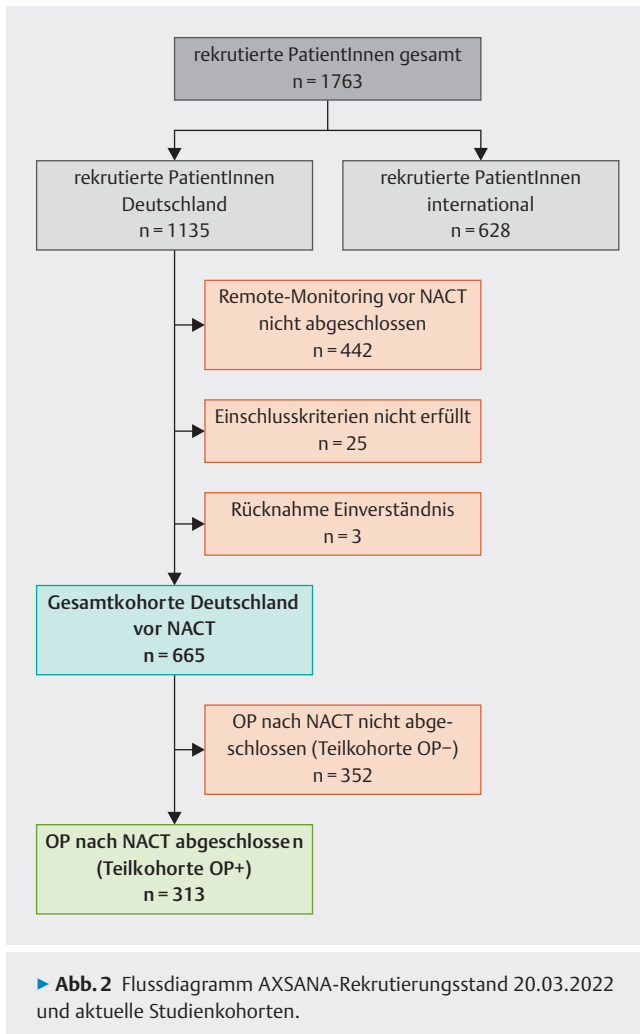 rekrutierte PatientInnen gesamt
n = 1763
rekrutierte PatientInnen
Deutschland
n = 1135
rekrutierte PatientInnen
international
n = 628
Remote-Monitoring vor NACT
nicht abgeschlossen
n = 442
Einschlusskriterien nicht erfüllt
n = 25
Rücknahme Einverständnis
n = 3
Gesamtkohorte Deutschland
vor NACT
n = 665
OP nach NACT nicht abge-
schlossen (Teilkohorte OP−)
n = 352
OP nach NACT abgeschlossen
(Teilkohorte OP+)
n = 313
► Abb. 2 Flussdiagramm AXSANA-Rekrutierungsstand 20.03.2022
und aktuelle Studienkohorten.